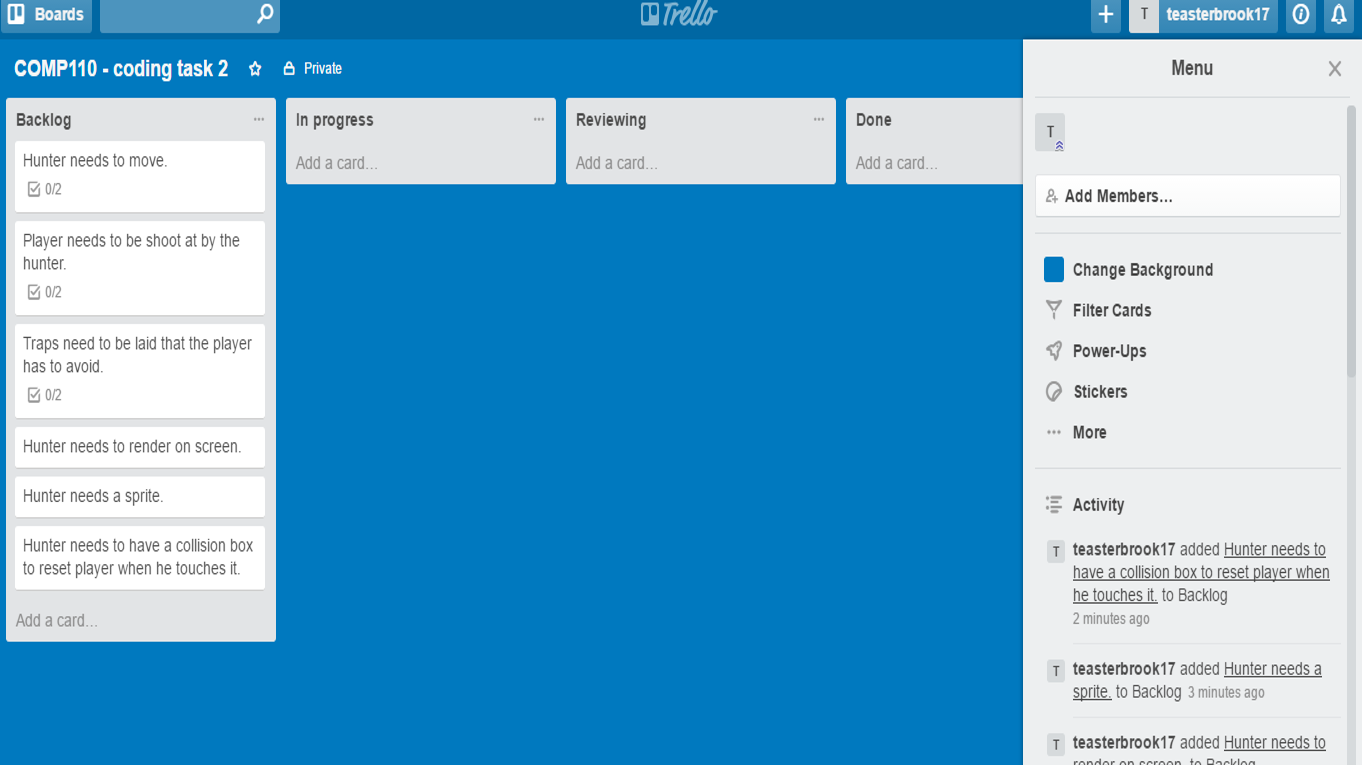 Boards
Trello
+
T teasterbrook17
COMP110 - coding task 2
Private
Backlog
Hunter needs to move.
0/2
Player needs to be shoot at by the
hunter.
0/2
Traps need to be laid that the player
has to avoid.
0/2
Hunter needs to render on screen.
Hunter needs a sprite.
Hunter needs to have a collision box
to reset player when he touches it.
Add a card...
In progress
Add a card...
Reviewing
Add a card...
Done
Add a card...
Menu
T
Add Members...
Change Background
Filter Cards
Power-Ups
Stickers
More
Activity
T teasterbrook17 added Hunter needs to
have a collision box to reset player when
he touches it. to Backlog
2 minutes ago
T teasterbrook17 added Hunter needs a
sprite. to Backlog 3 minutes ago
T teasterbrook17 added Hunter needs to
render on screen. to Backlog